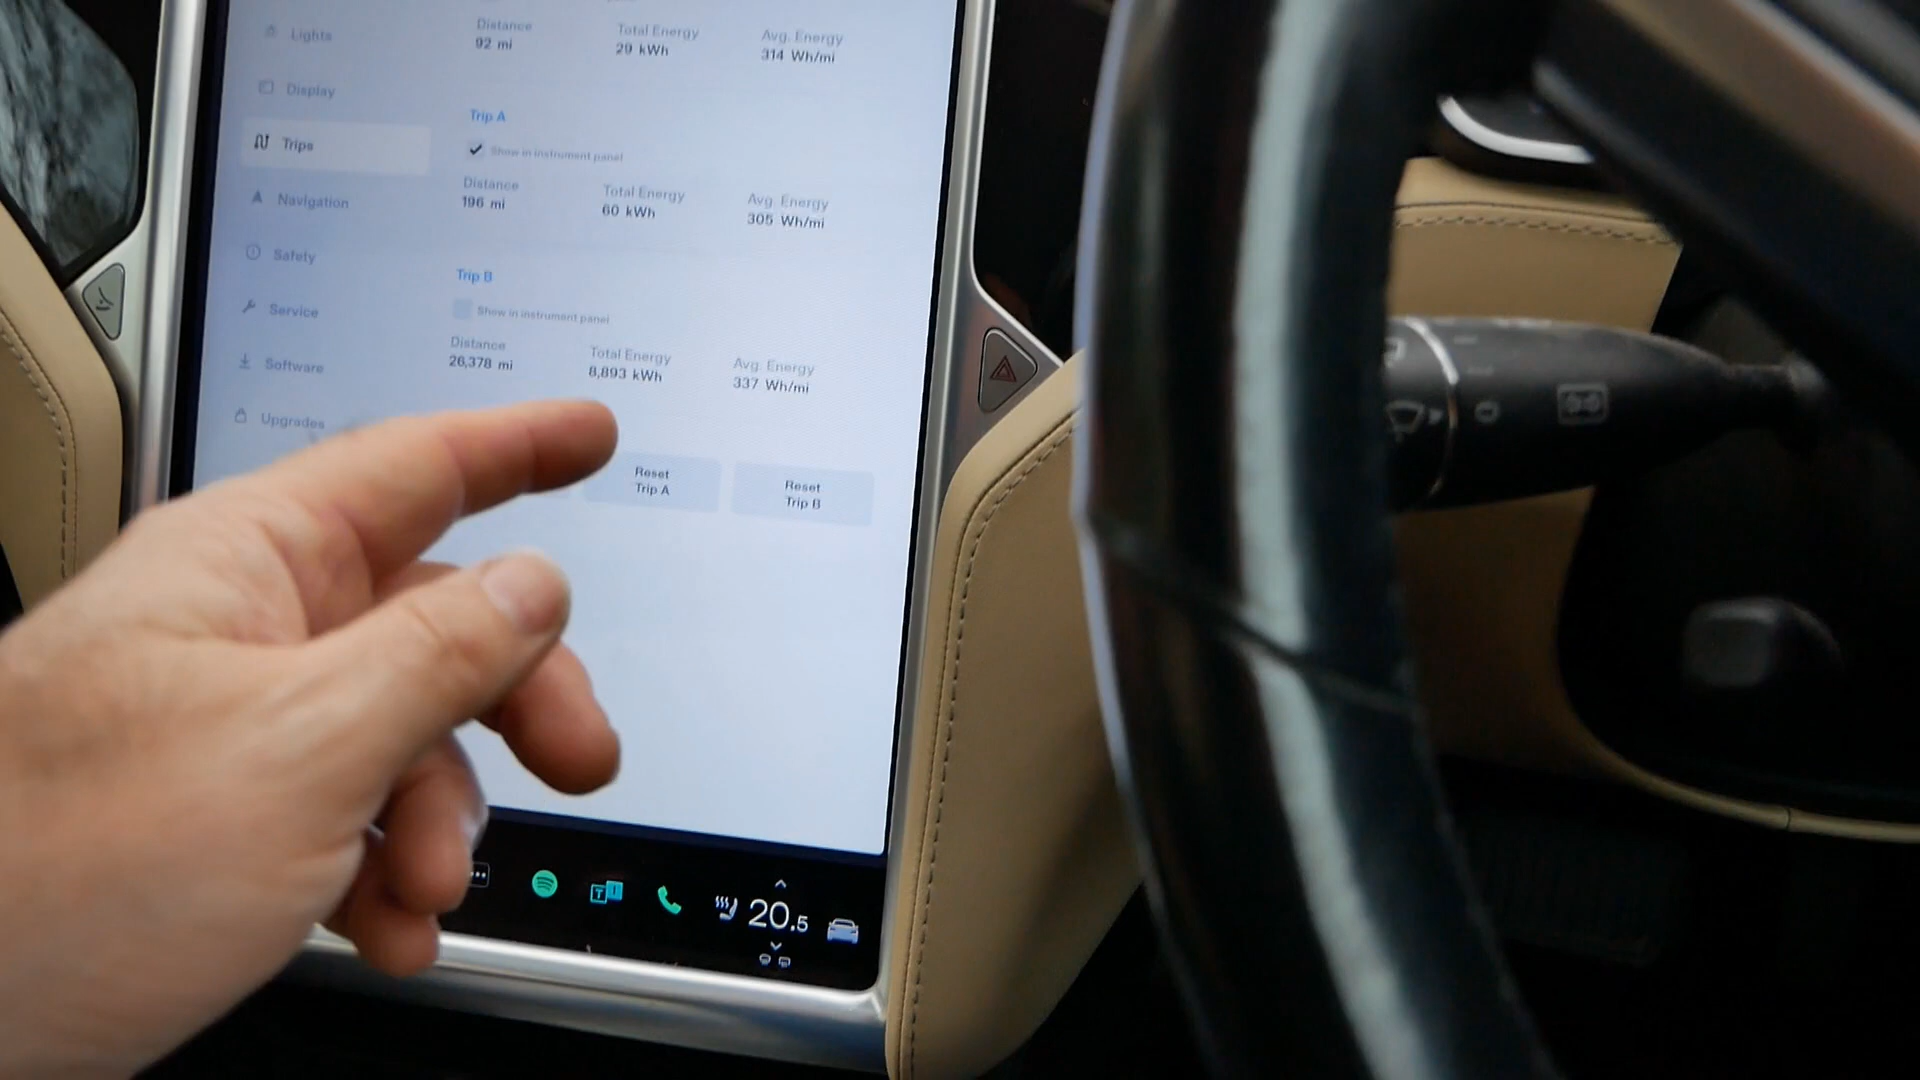 Lights
Display
Trips
Navigation
Safety
Service
Software
Upgrades
Distance
92 mi
Total Energy
29 kWh
Avg. Energy
314 Wh/mi
Trip A
Show in instrument panel
Distance
196 mi
Total Energy
60 kWh
Avg. Energy
305 Wh/mi
Trip B
Show in instrument panel
Distance
26,378 mi
Total Energy
8,893 kWh
Avg. Energy
337 Wh/mi
Reset
Trip A
Reset
Trip B
T
20.5